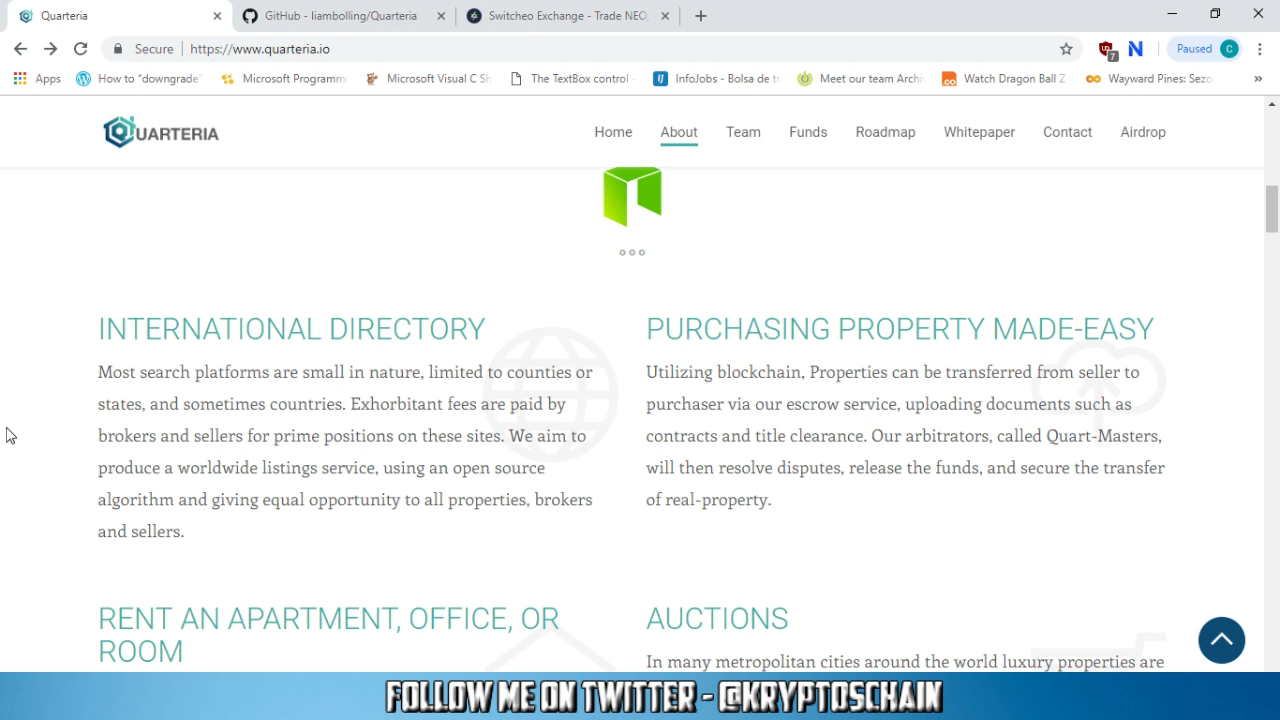 Quarteria
GitHub - liambolling/Quarteria
Switcheo Exchange - Trade NEO,
Secure
https://www.quarteria.io
7
Paused
C
Apps
How to "downgrade"
Microsoft Programm
Microsoft Visual C Sh
The TextBox control -
InfoJobs - Bolsa de t
Meet our team Archi
Watch Dragon Ball Z
Wayward Pines: Sezo
»
QUARTERIA
Home
About
Team
Funds
Roadmap
Whitepaper
Contact
Airdrop
INTERNATIONAL DIRECTORY
Most search platforms are small in nature, limited to counties or
states, and sometimes countries. Exhorbitant fees are paid by
brokers and sellers for prime positions on these sites. We aim to
produce a worldwide listings service, using an open source
algorithm and giving equal opportunity to all properties, brokers
and sellers.
PURCHASING PROPERTY MADE-EASY
Utilizing blockchain, Properties can be transferred from seller to
purchaser via our escrow service, uploading documents such as
contracts and title clearance. Our arbitrators, called Quart-Masters,
will then resolve disputes, release the funds, and secure the transfer
of real-property.
RENT AN APARTMENT, OFFICE, OR
ROOM
AUCTIONS
In many metropolitan cities around the world luxury properties are
FOLLOW ME ON TWITTER - @KRYPTOSCHAIN